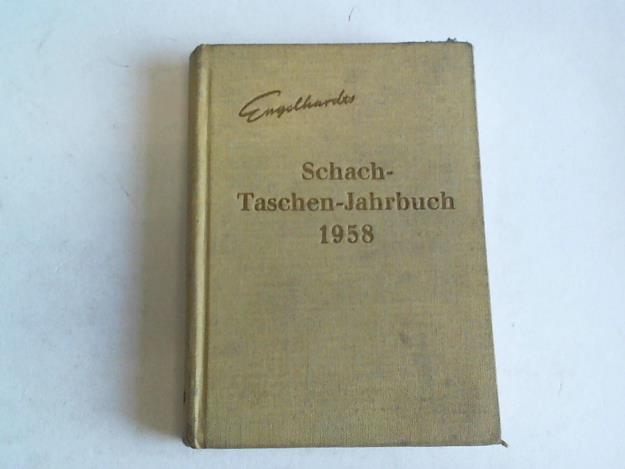 Engelhardts
Schach-
Taschen-Jahrbuch
1958